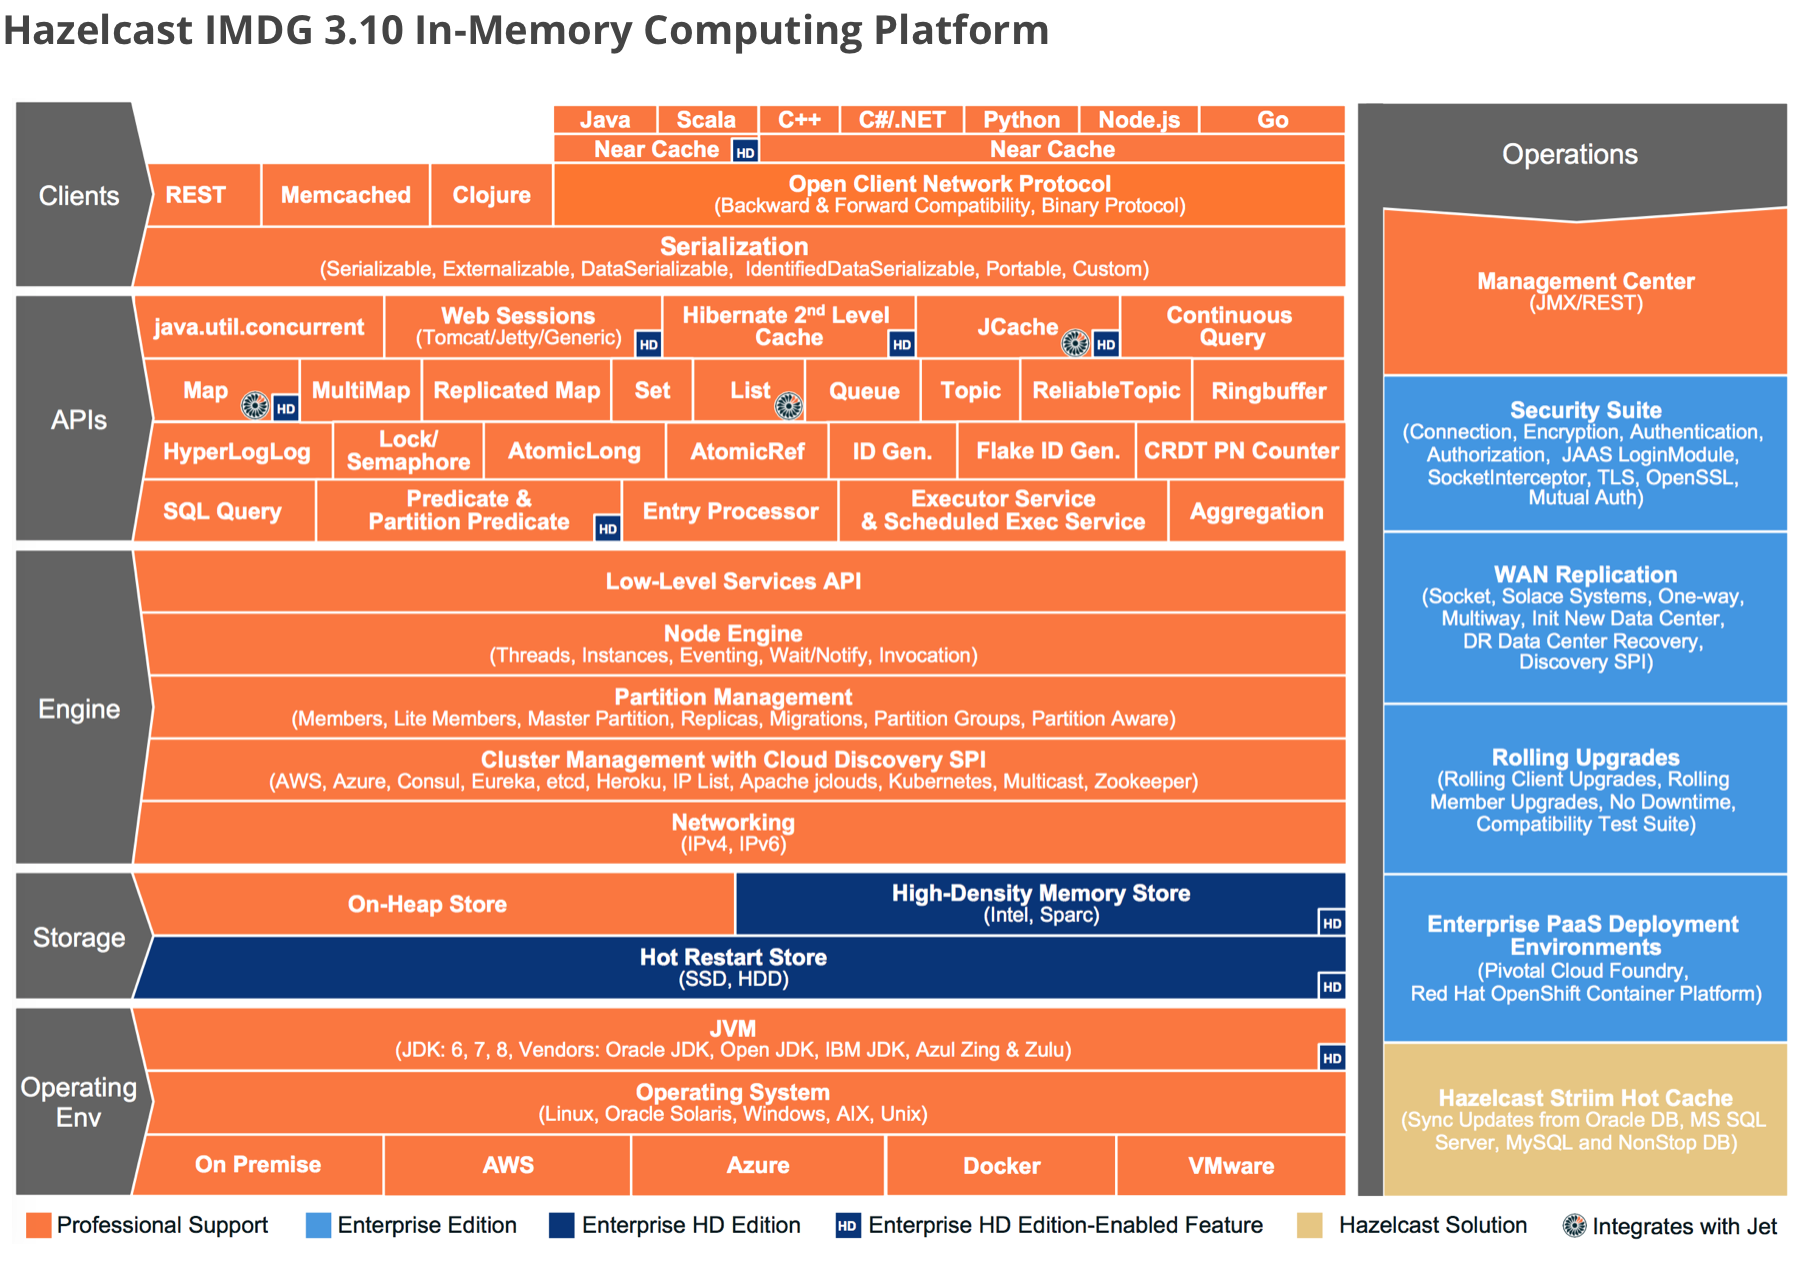 Hazelcast IMDG 3.10 In-Memory Computing Platform
Clients
Java
Scala
C++
C#/.NET
Python
Node.js
Go
Near Cache
HD
Near Cache
REST
Memcached
Clojure
Open Client Network Protocol
(Backward & Forward Compatibility, Binary Protocol)
Serialization
(Serializable, Externalizable, DataSerializable, IdentifiedDataSerializable, Portable, Custom)
APIs
java.util.concurrent
Web Sessions
(Tomcat/Jetty/Generic)
HD
Hibernate 2nd Level
Cache
HD
JCache
HD
Continuous
Query
Map
HD
MultiMap
Replicated Map
Set
List
Queue
Topic
ReliableTopic
Ringbuffer
HyperLogLog
Lock/
Semaphore
AtomicLong
AtomicRef
ID Gen.
Flake ID Gen.
CRDT PN Counter
SQL Query
Predicate &
Partition Predicate
HD
Entry Processor
Executor Service
& Scheduled Exec Service
Aggregation
Engine
Low-Level Services API
Node Engine
(Threads, Instances, Eventing, Wait/Notify, Invocation)
Partition Management
(Members, Lite Members, Master Partition, Replicas, Migrations, Partition Groups, Partition Aware)
Cluster Management with Cloud Discovery SPI
(AWS, Azure, Consul, Eureka, etcd, Heroku, IP List, Apache jclouds, Kubernetes, Multicast, Zookeeper)
Networking
(IPv4, IPv6)
Storage
On-Heap Store
High-Density Memory Store
(Intel, Sparc)
HD
Hot Restart Store
(SSD, HDD)
HD
Operating
Env
JVM
(JDK: 6, 7, 8, Vendors: Oracle JDK, Open JDK, IBM JDK, Azul Zing & Zulu)
HD
Operating System
(Linux, Oracle Solaris, Windows, AIX, Unix)
On Premise
AWS
Azure
Docker
VMware
Operations
Management Center
(JMX/REST)
Security Suite
(Connection, Encryption, Authentication,
Authorization, JAAS LoginModule,
SocketInterceptor, TLS, OpenSSL,
Mutual Auth)
WAN Replication
(Socket, Solace Systems, One-way,
Multiway, Init New Data Center,
DR Data Center Recovery,
Discovery SPI)
Rolling Upgrades
(Rolling Client Upgrades, Rolling
Member Upgrades, No Downtime,
Compatibility Test Suite)
Enterprise PaaS Deployment
Environments
(Pivotal Cloud Foundry,
Red Hat OpenShift Container Platform)
Hazelcast Striim Hot Cache
(Sync Updates from Oracle DB, MS SQL
Server, MySQL and NonStop DB)
Professional Support
Enterprise Edition
Enterprise HD Edition
HD
Enterprise HD Edition-Enabled Feature
Hazelcast Solution
Integrates with Jet